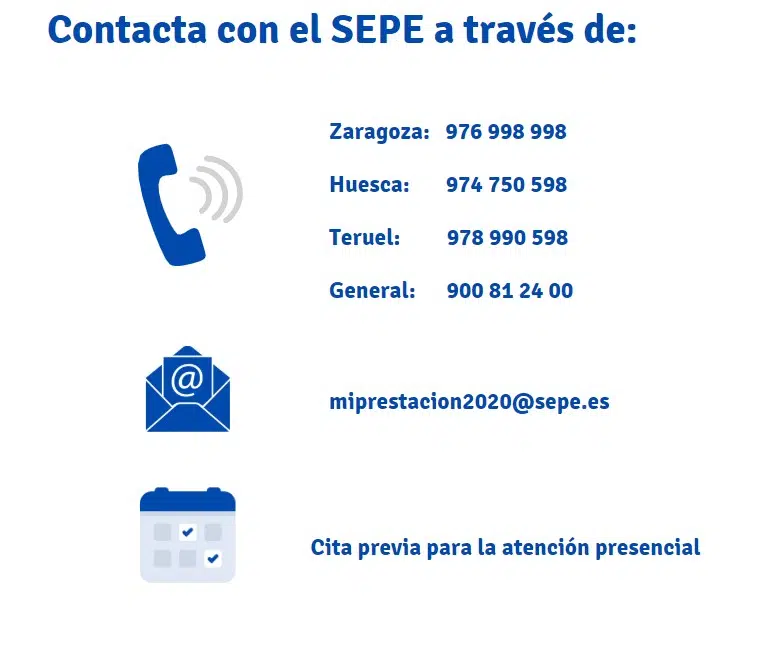 Contacta con el SEPE a través de:
Zaragoza: 976 998 998
Huesca: 974 750 598
Teruel: 978 990 598
General: 900 81 24 00
@
miprestacion2020@sepe.es
Cita previa para la atención presencial